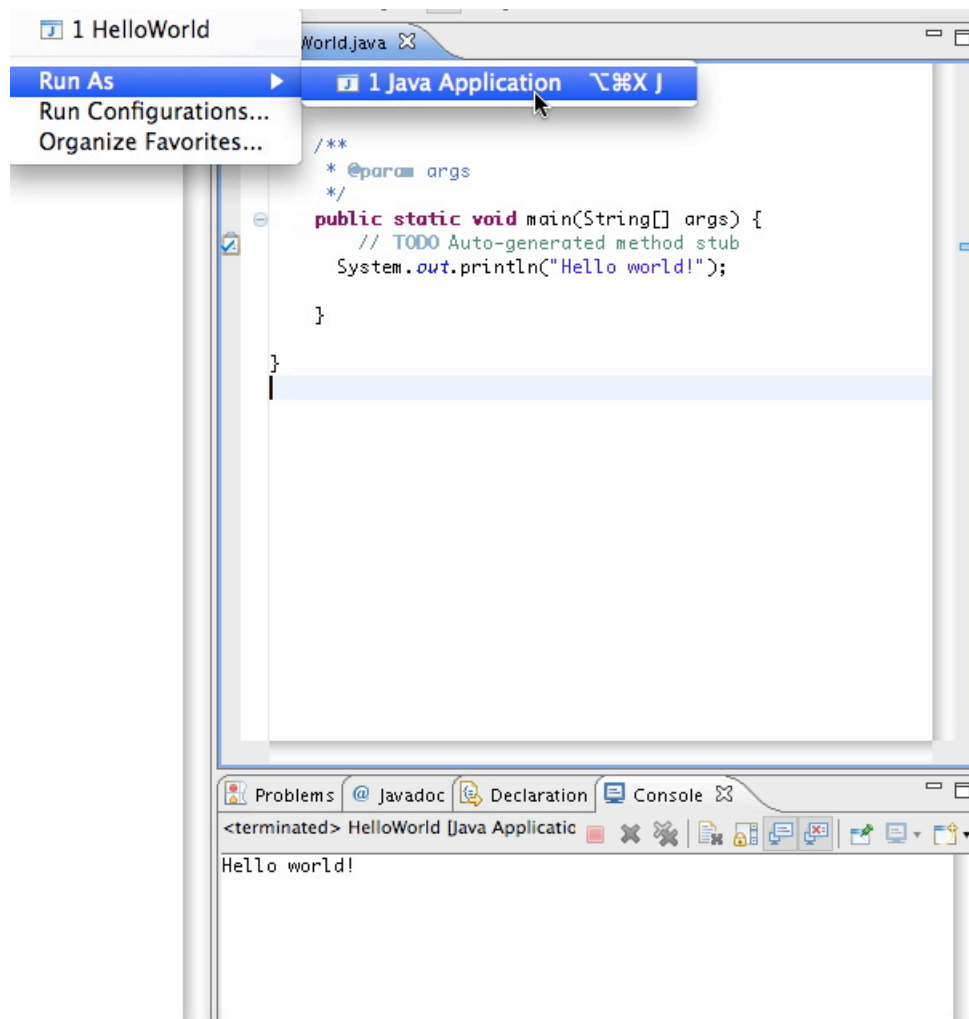 1 HelloWorld
World.java
Run As
1 Java Application ⌥⌘X J
Run Configurations...
Organize Favorites...
/**
* @param args
*/
public static void main(String[] args) {
// TODO Auto-generated method stub
System.out.println("Hello world!");
}
}
Problems @ Javadoc Declaration Console
<terminated> HelloWorld [Java Applicatic
Hello world!